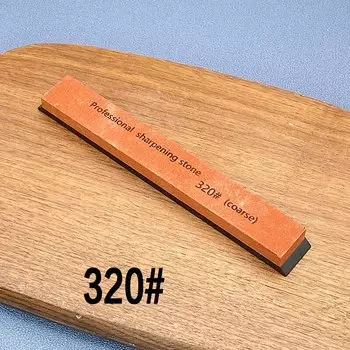 Professional sharpening stone 320# (coarse)
320#